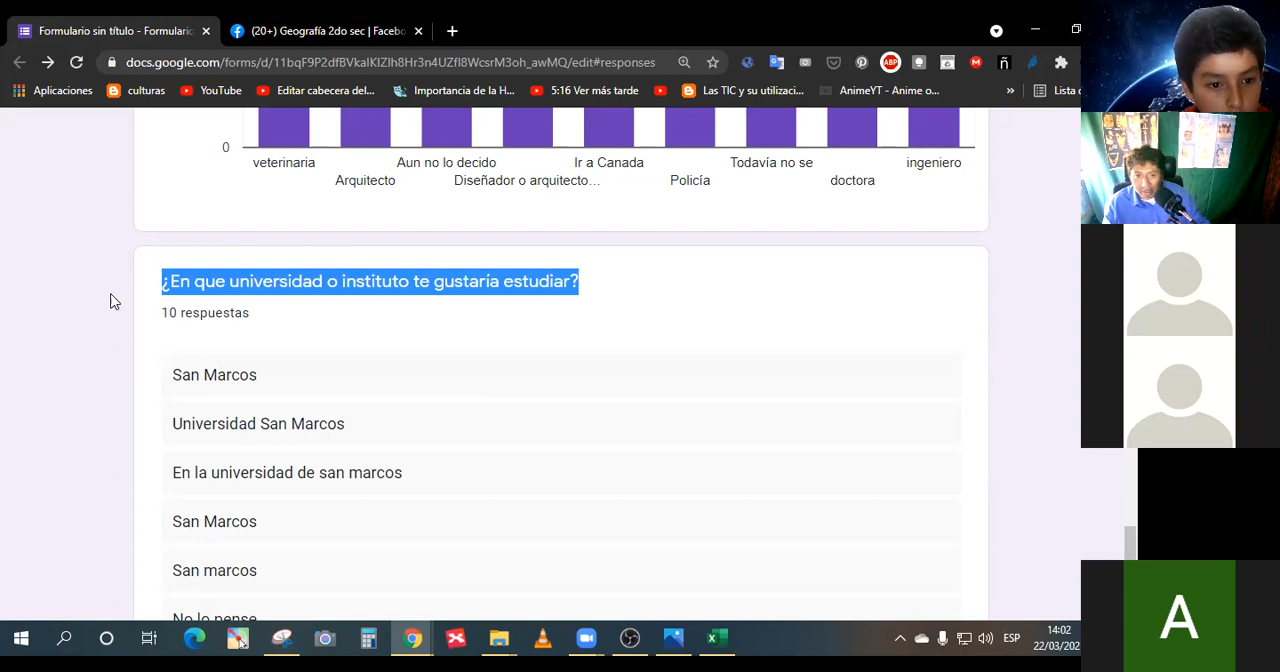 Formulario sin título - Formulario
(20+) Geografía 2do sec | Facebo
docs.google.com/forms/d/11bqF9P2dfBVkalKIZIh8Hr3n4UZfI8WcsrM3oh_awMQ/edit#responses
ABP
M
ñ
Aplicaciones
culturas
YouTube
Editar cabecera del...
Importancia de la H...
5:16 Ver más tarde
Las TIC y su utilizaci...
AnimeYT - Anime o...
»
Lista d
0
veterinaria
Aun no lo decido
Ir a Canada
Todavía no se
ingeniero
Arquitecto
Diseñador o arquitecto...
Policía
doctora
¿En que universidad o instituto te gustaría estudiar?
10 respuestas
San Marcos
Universidad San Marcos
En la universidad de san marcos
San Marcos
San marcos
No lo pense
A
ESP
14:02
22/03/202